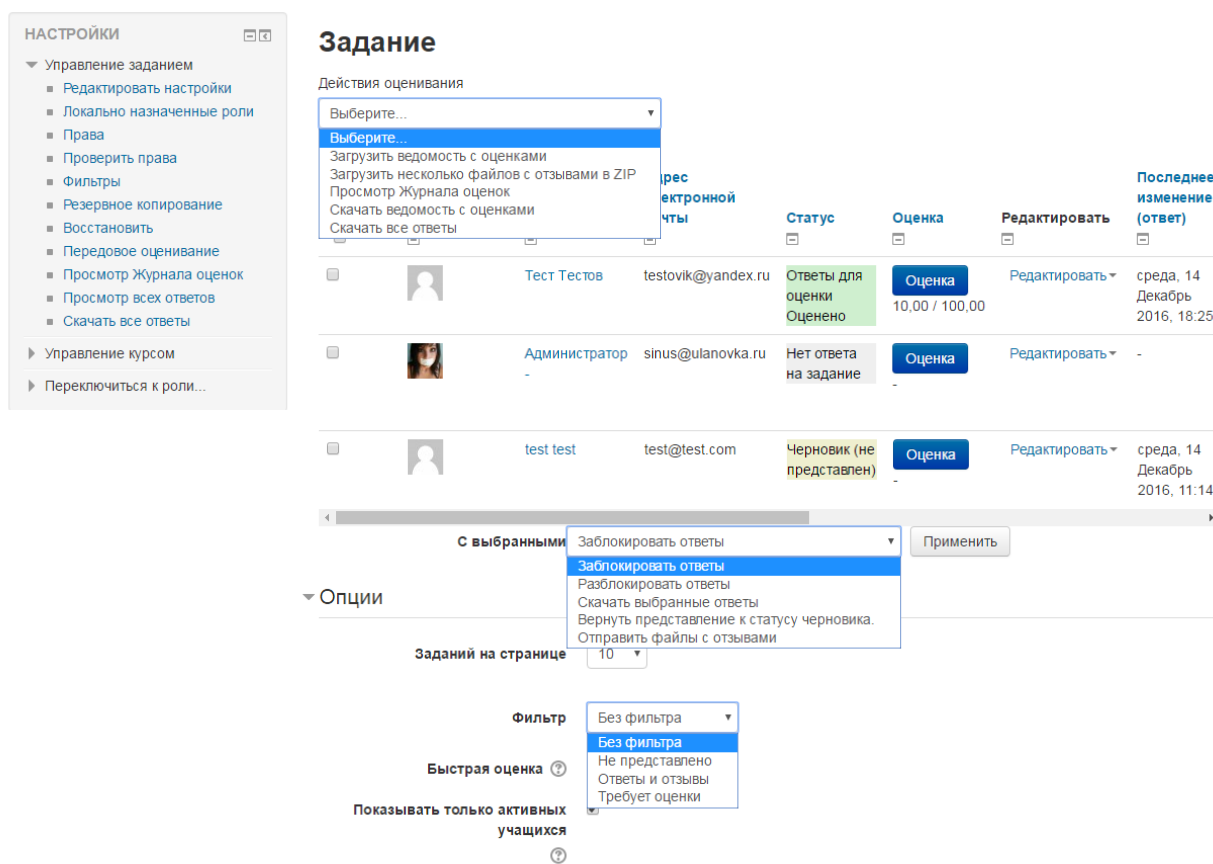 НАСТРОЙКИ
Управление заданием
Редактировать настройки
Локально назначенные роли
Права
Проверить права
Фильтры
Резервное копирование
Восстановить
Передовое оценивание
Просмотр Журнала оценок
Просмотр всех ответов
Скачать все ответы
Управление курсом
Переключиться к роли...
Задание
Действия оценивания
Выберите...
Выберите...
Загрузить ведомость с оценками
Загрузить несколько файлов с отзывами в ZIP
Просмотр Журнала оценок
Скачать ведомость с оценками
Скачать все ответы
Статус
Оценка
Редактировать
Последнее
изменение
(ответ)
Тест Тестов
testovik@yandex.ru
Ответы для
оценки
Оценено
Оценка
10,00 / 100,00
Редактировать
среда, 14
Декабрь
2016, 18:25
Администратор
-
sinus@ulanovka.ru
Нет ответа
на задание
Оценка
-
Редактировать
-
test test
test@test.com
Черновик (не
представлен)
Оценка
-
Редактировать
среда, 14
Декабрь
2016, 11:14
С выбранными
Заблокировать ответы
Применить
Заблокировать ответы
Разблокировать ответы
Скачать выбранные ответы
Вернуть представление к статусу черновика.
Отправить файлы с отзывами
Опции
Заданий на странице
10
Фильтр
Без фильтра
Без фильтра
Не представлено
Ответы и отзывы
Требует оценки
Быстрая оценка
Показывать только активных
учащихся